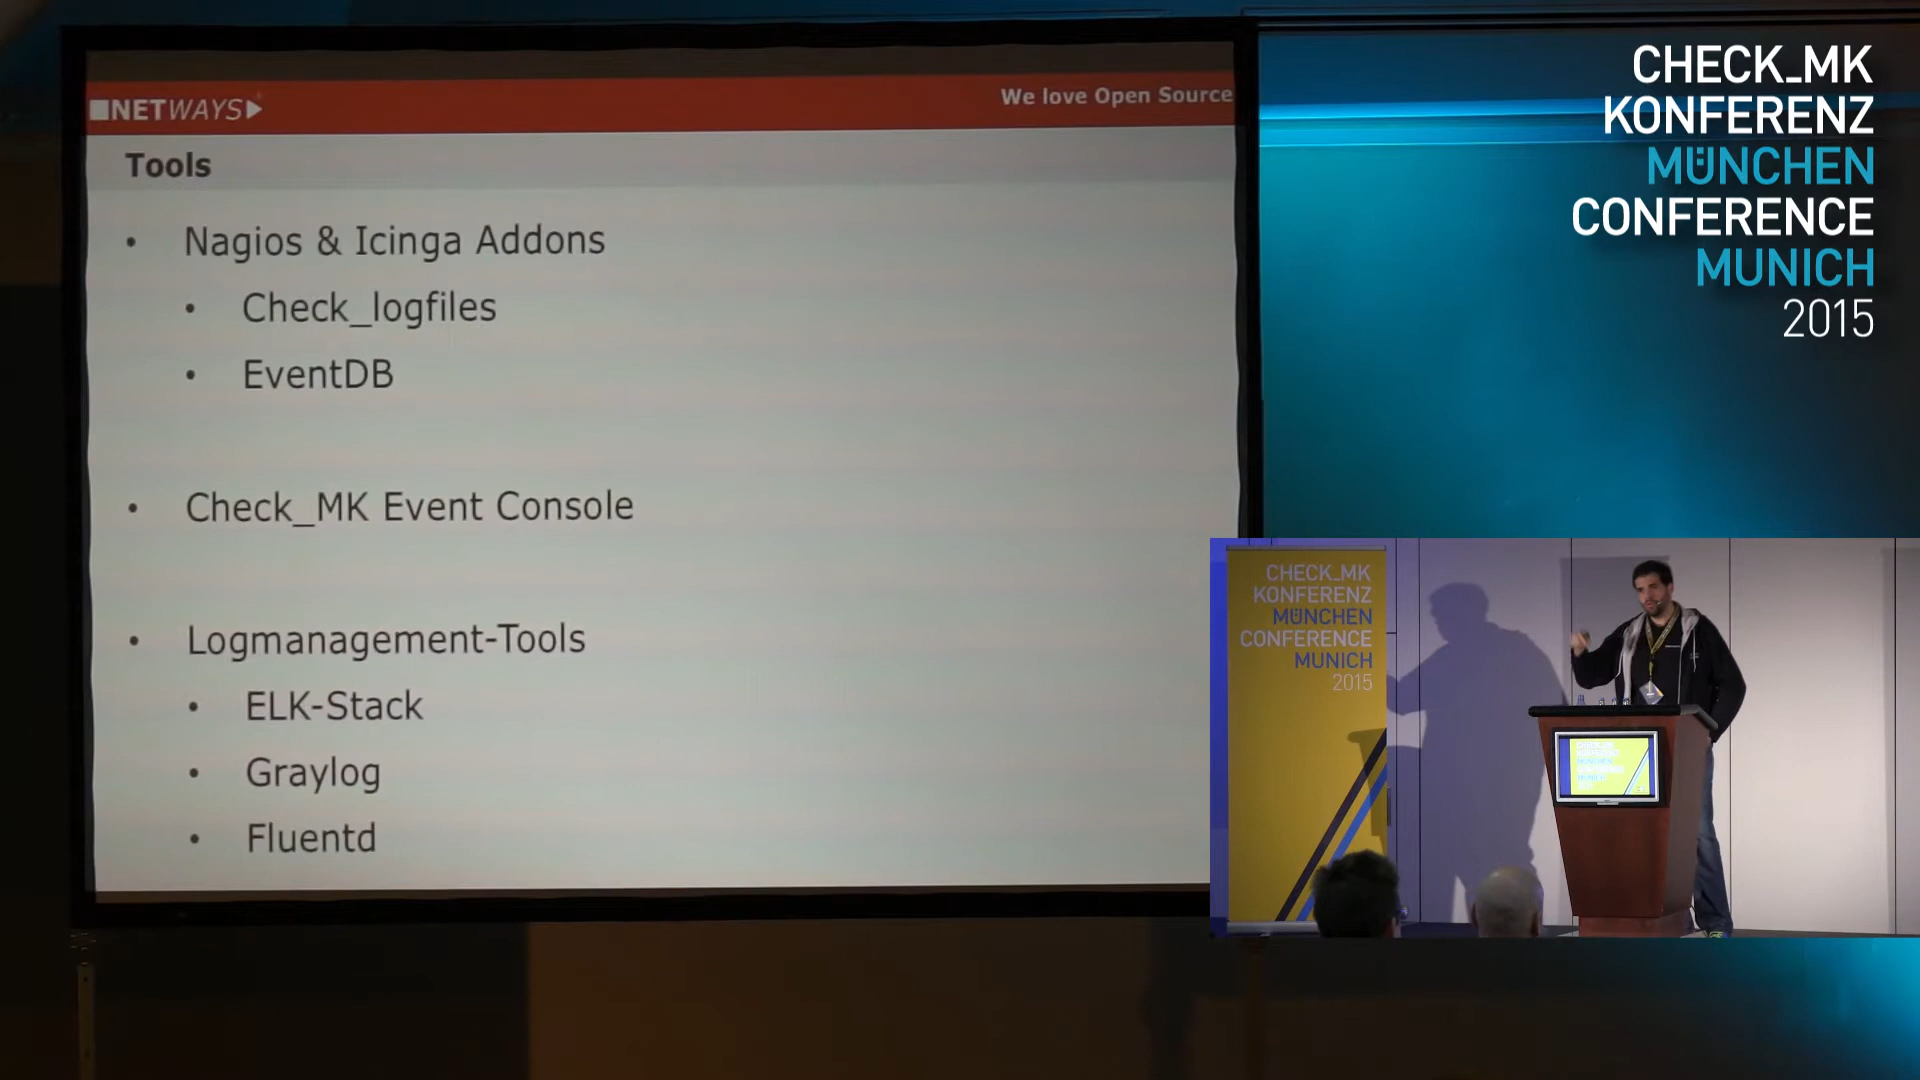 NETWAYS
We love Open Source
Tools
• Nagios & Icinga Addons
• Check_logfiles
• EventDB
• Check_MK Event Console
• Logmanagement-Tools
• ELK-Stack
• Graylog
• Fluentd
CHECK_MK
KONFERENZ
MÜNCHEN
CONFERENCE
MUNICH
2015
CHECK_MK
KONFERENZ
MÜNCHEN
CONFERENCE
MUNICH
2015